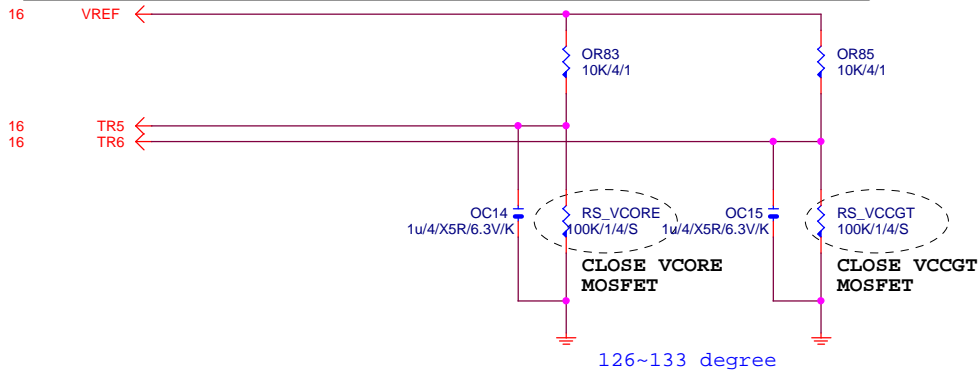 16 VREF
OR83
10K/4/1
OR85
10K/4/1
16 TR5
16 TR6
OC14
1u/4/X5R/6.3V/K
RS_VCORE
100K/1/4/S
OC15
1u/4/X5R/6.3V/K
RS_VCCGT
100K/1/4/S
CLOSE VCORE
MOSFET
CLOSE VCCGT
MOSFET
126~133 degree